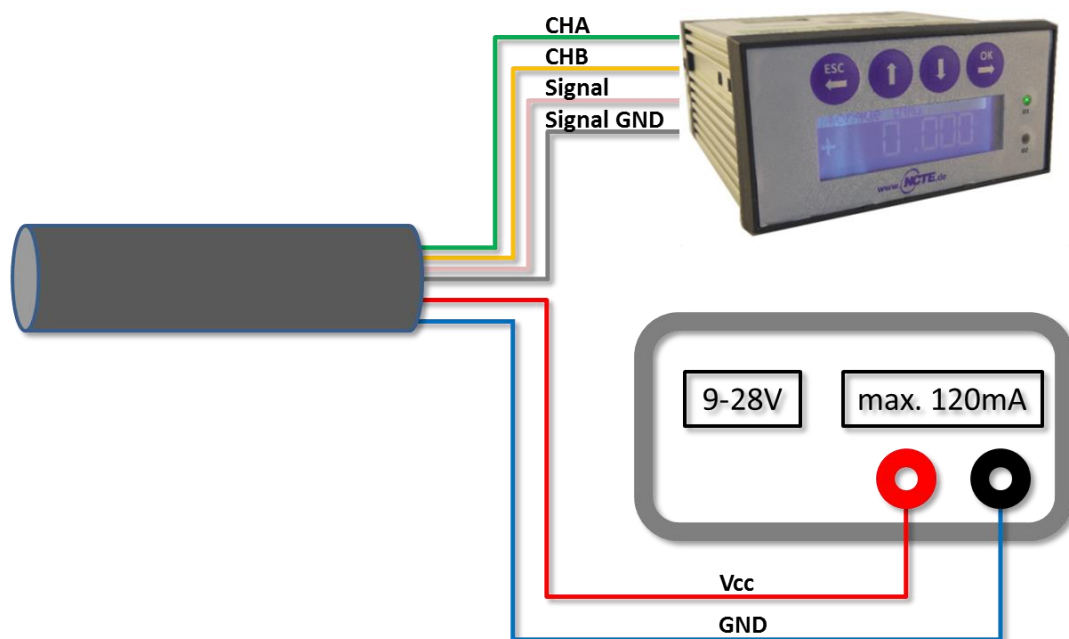 CHA
CHB
Signal
Signal GND
ESC
OK
0.000
www.NCTE.de
9-28V
max. 120mA
Vcc
GND